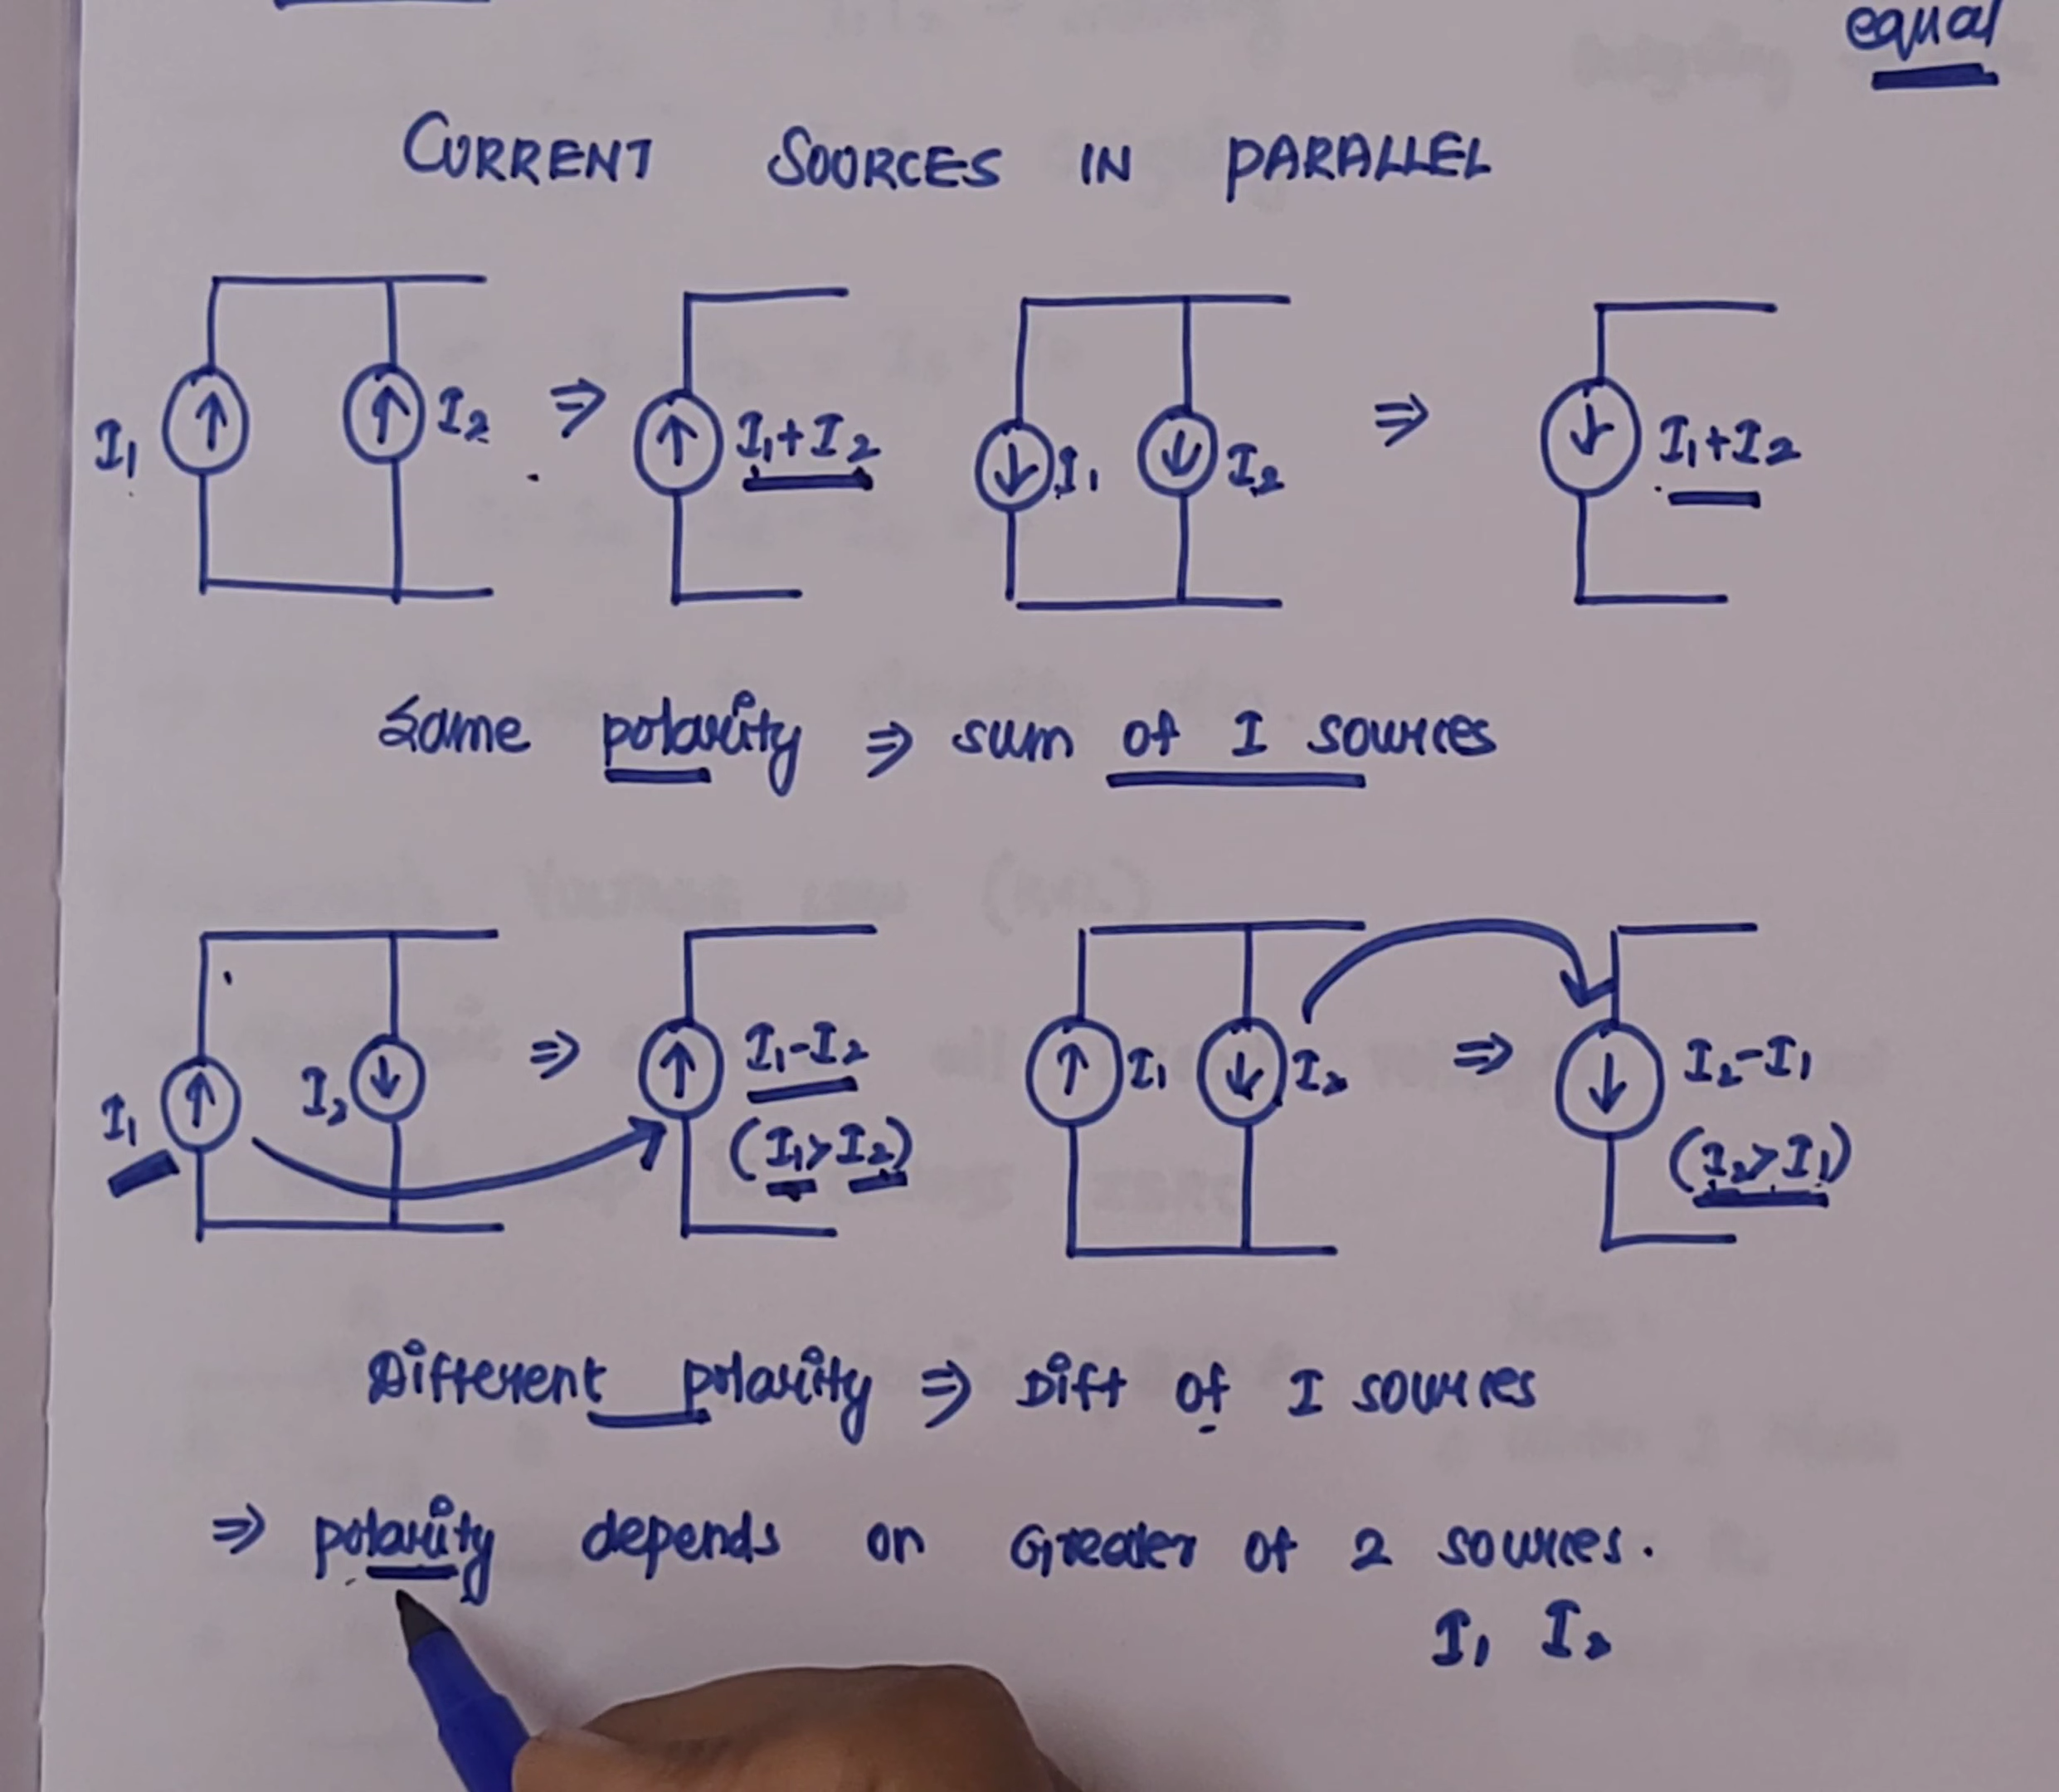 equal
CURRENT SOURCES IN PARALLEL
I₁ I₂ ⇒ I₁+I₂ I₁ I₂ ⇒ I₁+I₂
Same polarity ⇒ sum of I sources
I₁ I₂ ⇒ I₁-I₂ I₁ I₂ ⇒ I₂-I₁
(I₁>I₂) (I₂>I₁)
Different polarity ⇒ Diff of I sources
⇒ polarity depends on Greater of 2 sources.
I₁ I₂